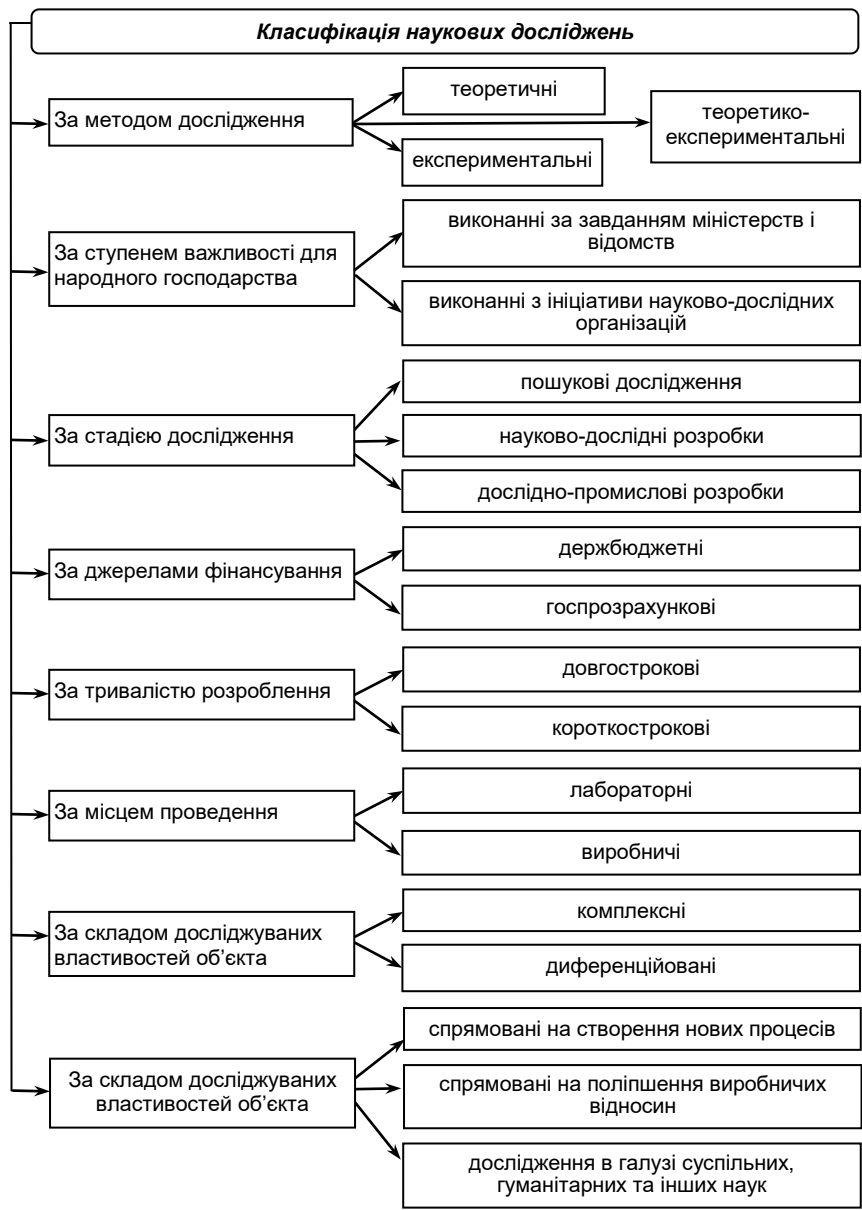 Класифікація наукових досліджень
За методом дослідження
теоретичні
теоретико-
експериментальні
експериментальні
За ступенем важливості для
народного господарства
виконанні за завданням міністерств і
відомств
виконанні з ініціативи науково-дослідних
організацій
За стадією дослідження
пошукові дослідження
науково-дослідні розробки
дослідно-промислові розробки
За джерелами фінансування
держбюджетні
госпрозрахункові
За тривалістю розроблення
довгострокові
короткострокові
За місцем проведення
лабораторні
виробничі
За складом досліджуваних
властивостей об’єкта
комплексні
диференційовані
За складом досліджуваних
властивостей об’єкта
спрямовані на створення нових процесів
спрямовані на поліпшення виробничих
відносин
дослідження в галузі суспільних,
гуманітарних та інших наук